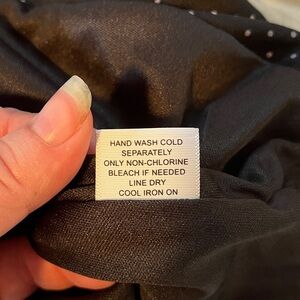 HAND WASH COLD
SEPARATELY
ONLY NON-CHLORINE
BLEACH IF NEEDED
LINE DRY
COOL IRON ON